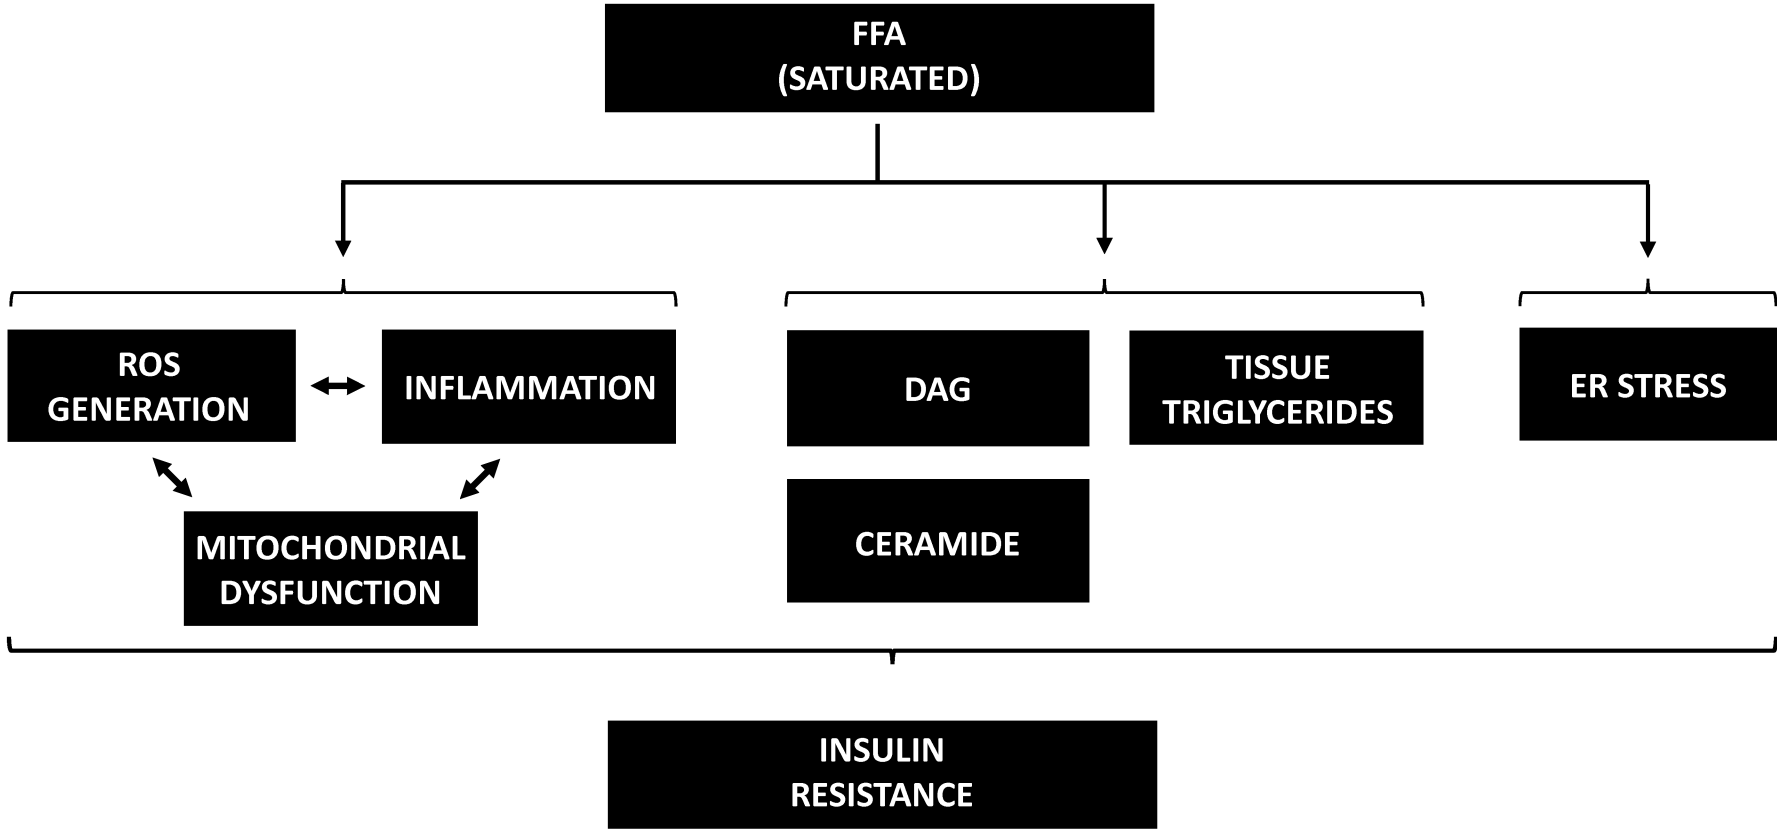 FFA
(SATURATED)
ROS
GENERATION
INFLAMMATION
MITOCHONDRIAL
DYSFUNCTION
DAG
TISSUE
TRIGLYCERIDES
CERAMIDE
ER STRESS
INSULIN
RESISTANCE